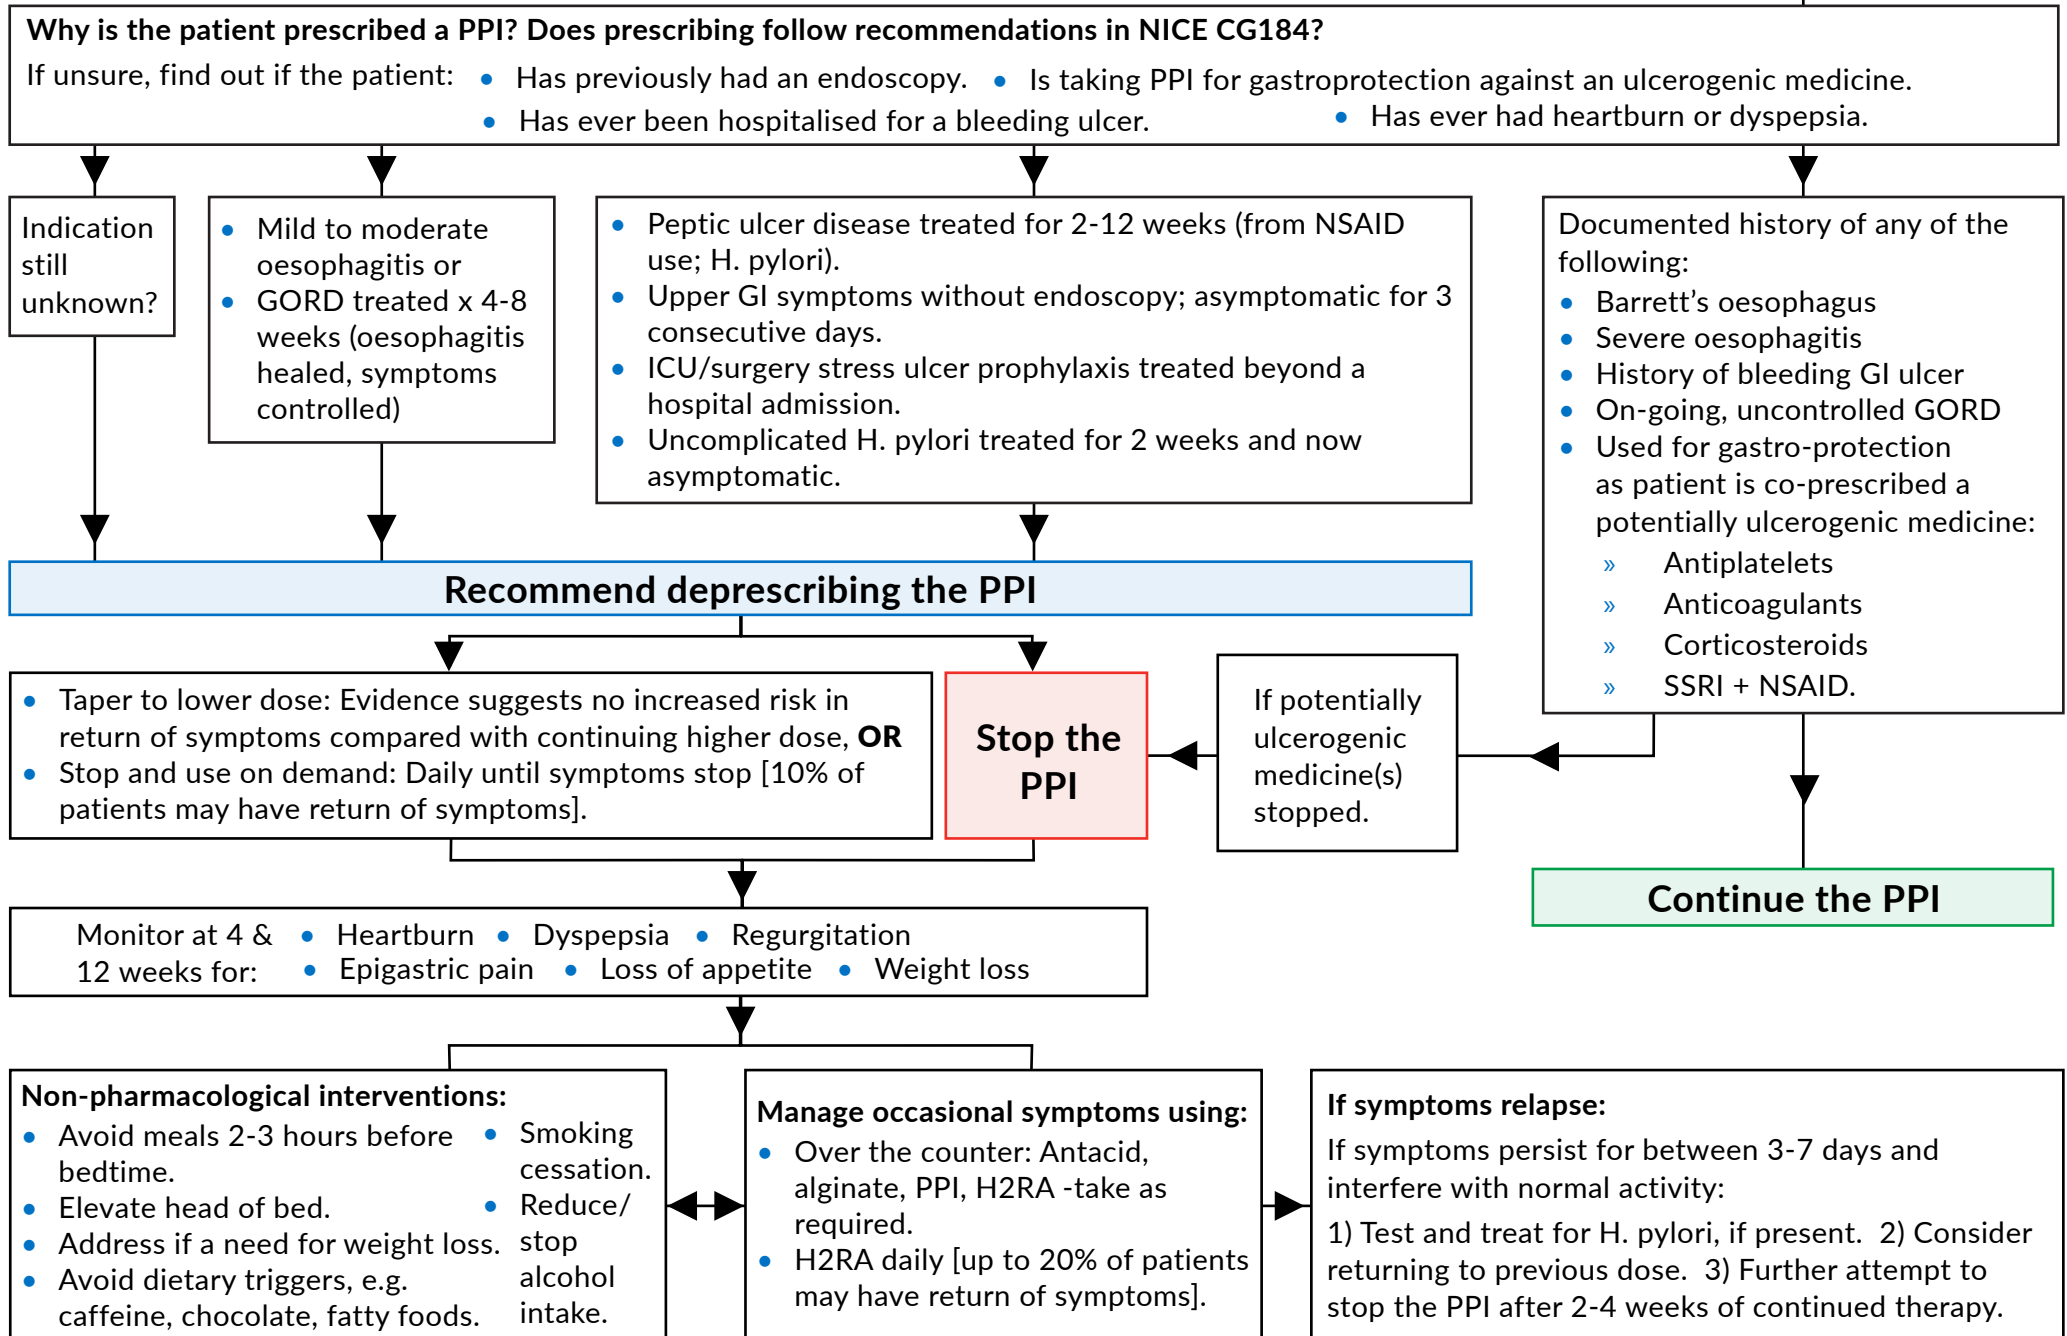 Why is the patient prescribed a PPI? Does prescribing follow recommendations in NICE CG184?
If unsure, find out if the patient: • Has previously had an endoscopy. • Is taking PPI for gastroprotection against an ulcerogenic medicine.
• Has ever been hospitalised for a bleeding ulcer. • Has ever had heartburn or dyspepsia.
Indication
still
unknown?
• Mild to moderate
oesophagitis or
• GORD treated x 4-8
weeks (oesophagitis
healed, symptoms
controlled)
• Peptic ulcer disease treated for 2-12 weeks (from NSAID
use; H. pylori).
• Upper GI symptoms without endoscopy; asymptomatic for 3
consecutive days.
• ICU/surgery stress ulcer prophylaxis treated beyond a
hospital admission.
• Uncomplicated H. pylori treated for 2 weeks and now
asymptomatic.
Documented history of any of the
following:
• Barrett’s oesophagus
• Severe oesophagitis
• History of bleeding GI ulcer
• On-going, uncontrolled GORD
• Used for gastro-protection
as patient is co-prescribed a
potentially ulcerogenic medicine:
» Antiplatelets
» Anticoagulants
» Corticosteroids
» SSRI + NSAID.
Recommend deprescribing the PPI
• Taper to lower dose: Evidence suggests no increased risk in
return of symptoms compared with continuing higher dose, OR
• Stop and use on demand: Daily until symptoms stop [10% of
patients may have return of symptoms].
Stop the
PPI
If potentially
ulcerogenic
medicine(s)
stopped.
Continue the PPI
Monitor at 4 & • Heartburn • Dyspepsia • Regurgitation
12 weeks for: • Epigastric pain • Loss of appetite • Weight loss
Non-pharmacological interventions:
• Avoid meals 2-3 hours before
bedtime.
• Elevate head of bed.
• Address if a need for weight loss.
• Avoid dietary triggers, e.g.
caffeine, chocolate, fatty foods.
• Smoking
cessation.
• Reduce/
stop
alcohol
intake.
Manage occasional symptoms using:
• Over the counter: Antacid,
alginate, PPI, H2RA -take as
required.
• H2RA daily [up to 20% of patients
may have return of symptoms].
If symptoms relapse:
If symptoms persist for between 3-7 days and
interfere with normal activity:
1) Test and treat for H. pylori, if present. 2) Consider
returning to previous dose. 3) Further attempt to
stop the PPI after 2-4 weeks of continued therapy.